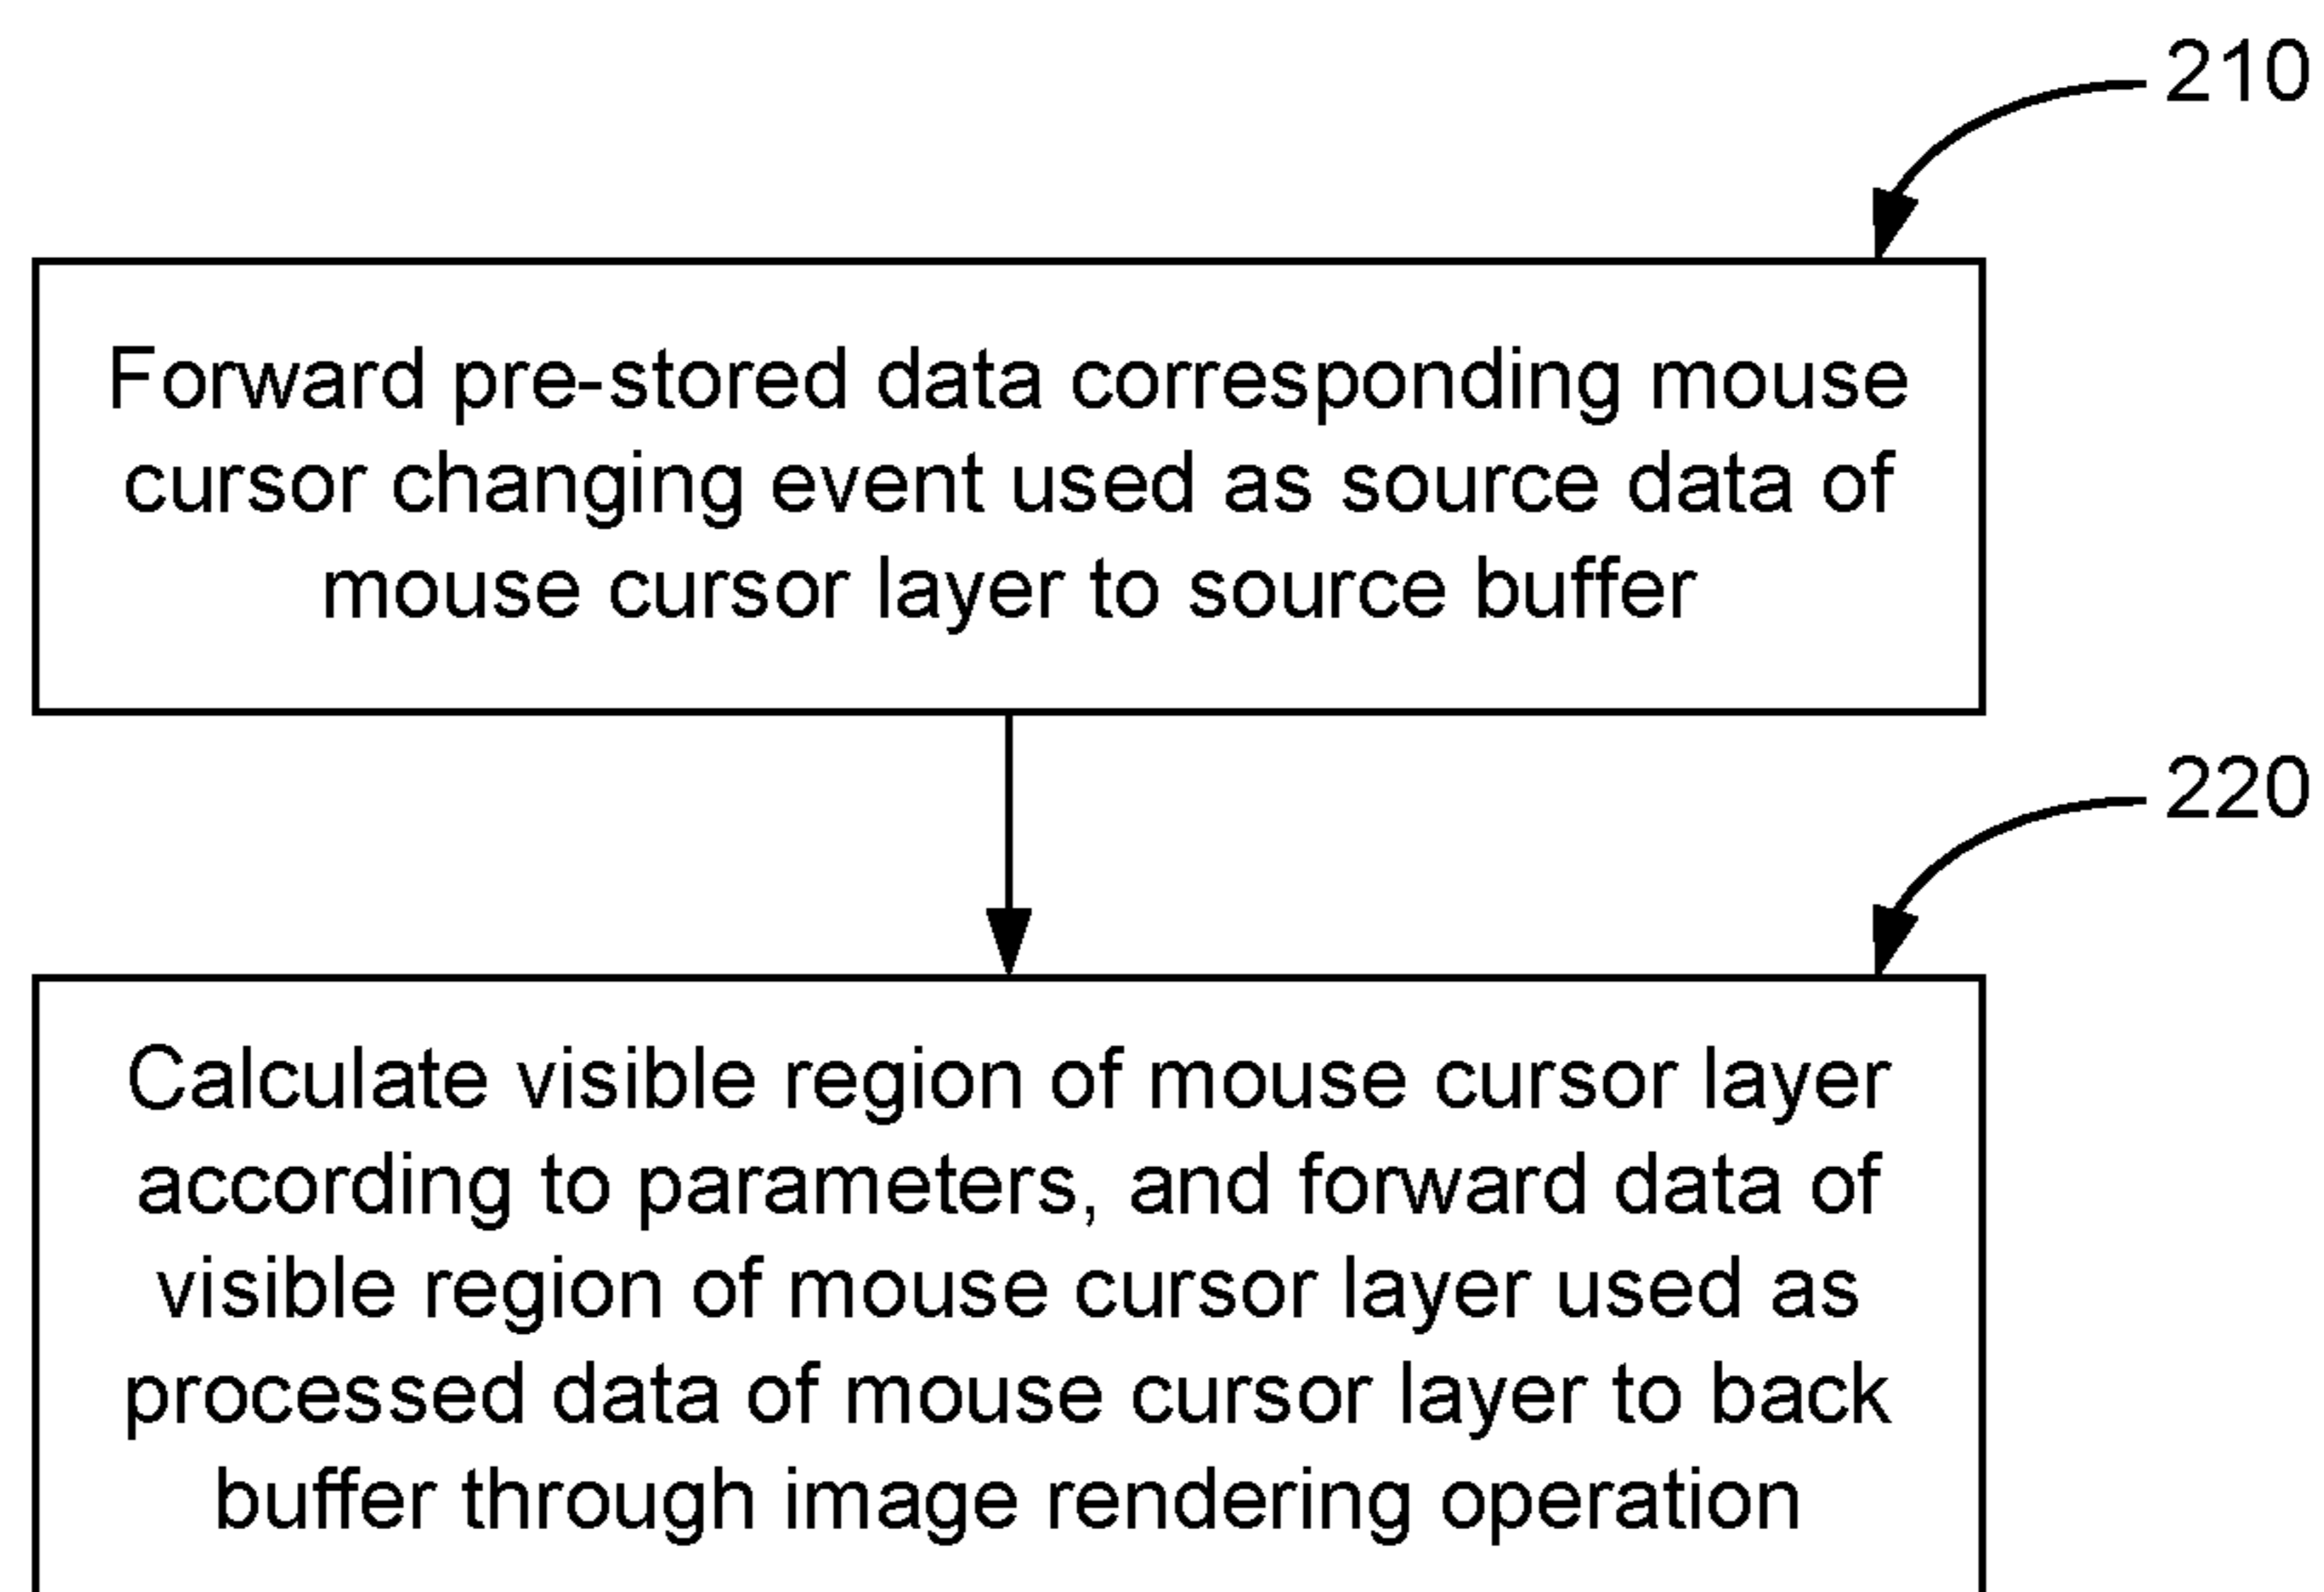 210
Forward pre-stored data corresponding mouse
cursor changing event used as source data of
mouse cursor layer to source buffer
220
Calculate visible region of mouse cursor layer
according to parameters, and forward data of
visible region of mouse cursor layer used as
processed data of mouse cursor layer to back
buffer through image rendering operation